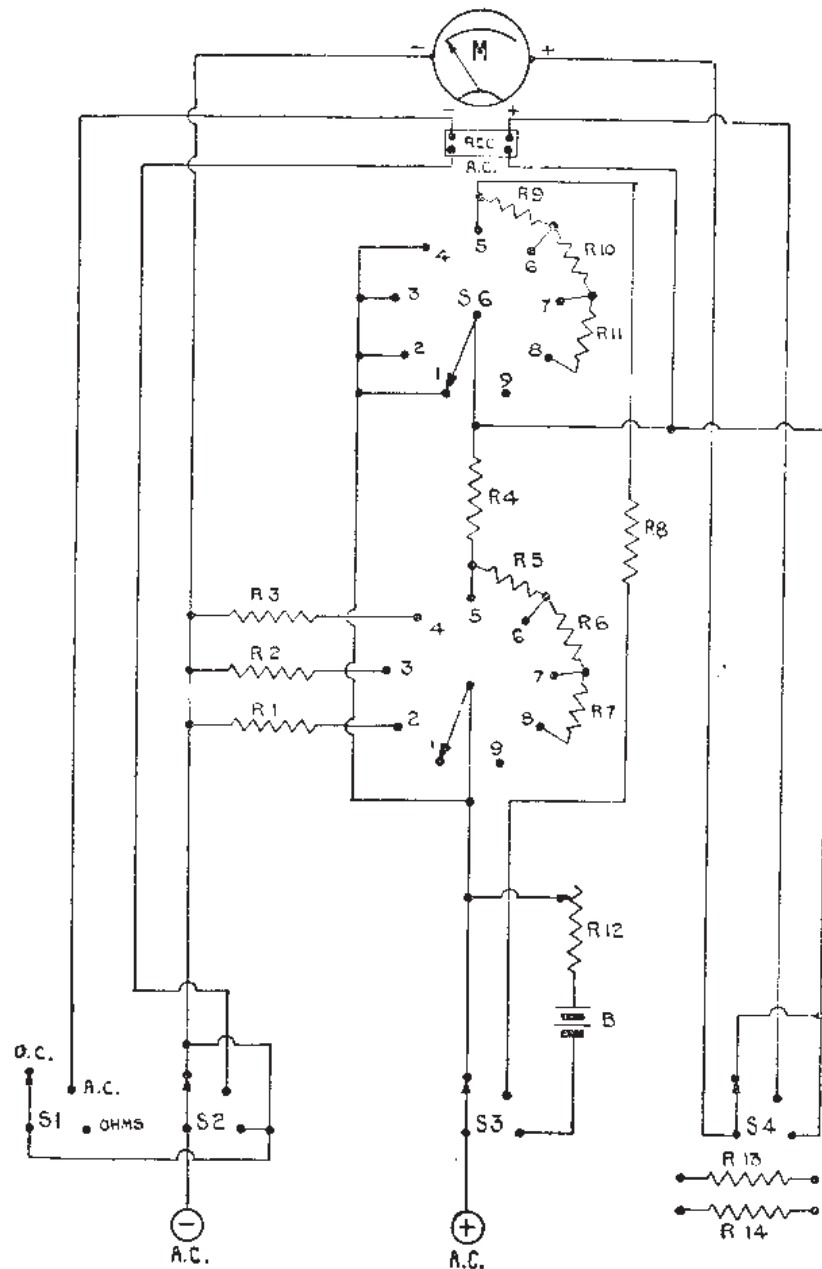 - M +
- +
REC
A.C.
R9
5
4
6
R10
3
S6
7
R11
2
8
1
9
R4
R8
R5
R3
5
4
6
R6
R2
3
7
R1
2
8
R7
1
9
R12
B
D.C.
A.C.
S1
OHMS
S2
S3
S4
R13
R14
−
+
A.C.
A.C.